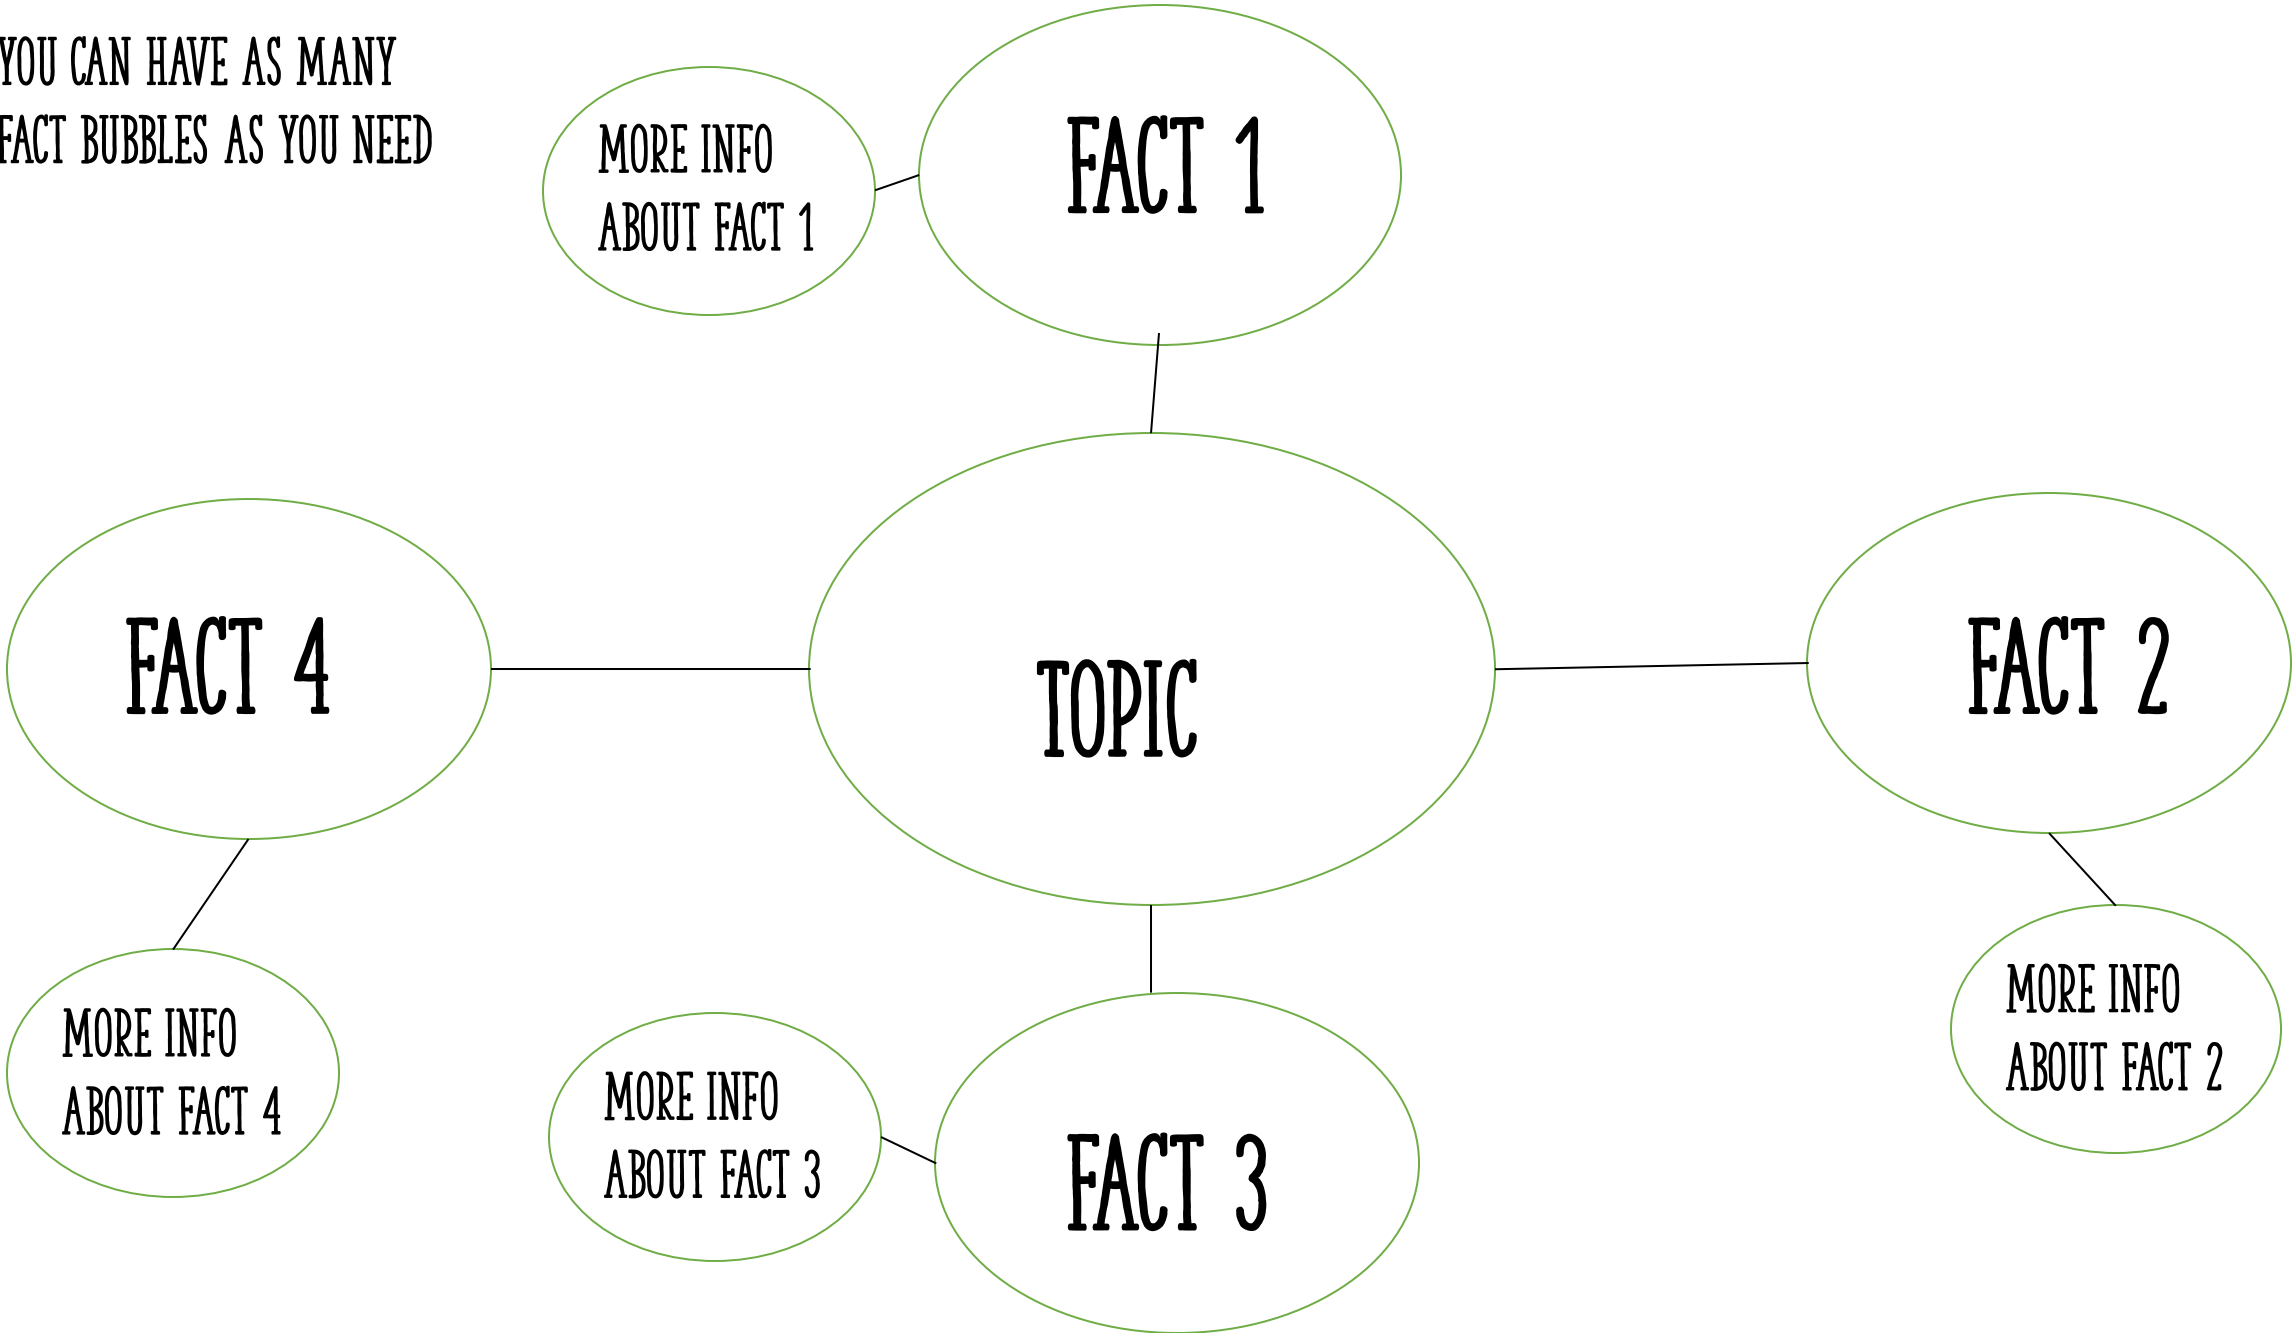 YOU CAN HAVE AS MANY
FACT BUBBLES AS YOU NEED
MORE INFO
ABOUT FACT 1
FACT 1
FACT 4
TOPIC
FACT 2
MORE INFO
ABOUT FACT 4
MORE INFO
ABOUT FACT 3
FACT 3
MORE INFO
ABOUT FACT 2